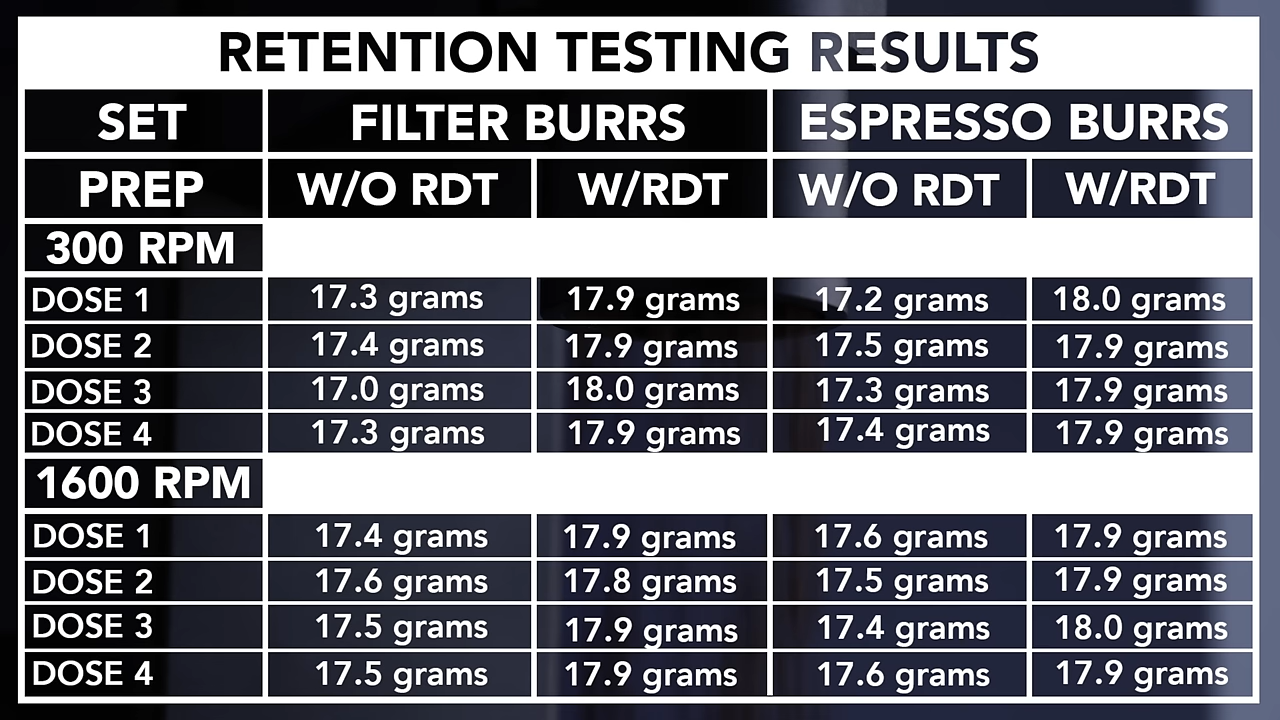 RETENTION TESTING RESULTS
SET FILTER BURRS ESPRESSO BURRS
PREP W/O RDT W/RDT W/O RDT W/RDT
300 RPM
DOSE 1 17.3 grams 17.9 grams 17.2 grams 18.0 grams
DOSE 2 17.4 grams 17.9 grams 17.5 grams 17.9 grams
DOSE 3 17.0 grams 18.0 grams 17.3 grams 17.9 grams
DOSE 4 17.3 grams 17.9 grams 17.4 grams 17.9 grams
1600 RPM
DOSE 1 17.4 grams 17.9 grams 17.6 grams 17.9 grams
DOSE 2 17.6 grams 17.8 grams 17.5 grams 17.9 grams
DOSE 3 17.5 grams 17.9 grams 17.4 grams 18.0 grams
DOSE 4 17.5 grams 17.9 grams 17.6 grams 17.9 grams